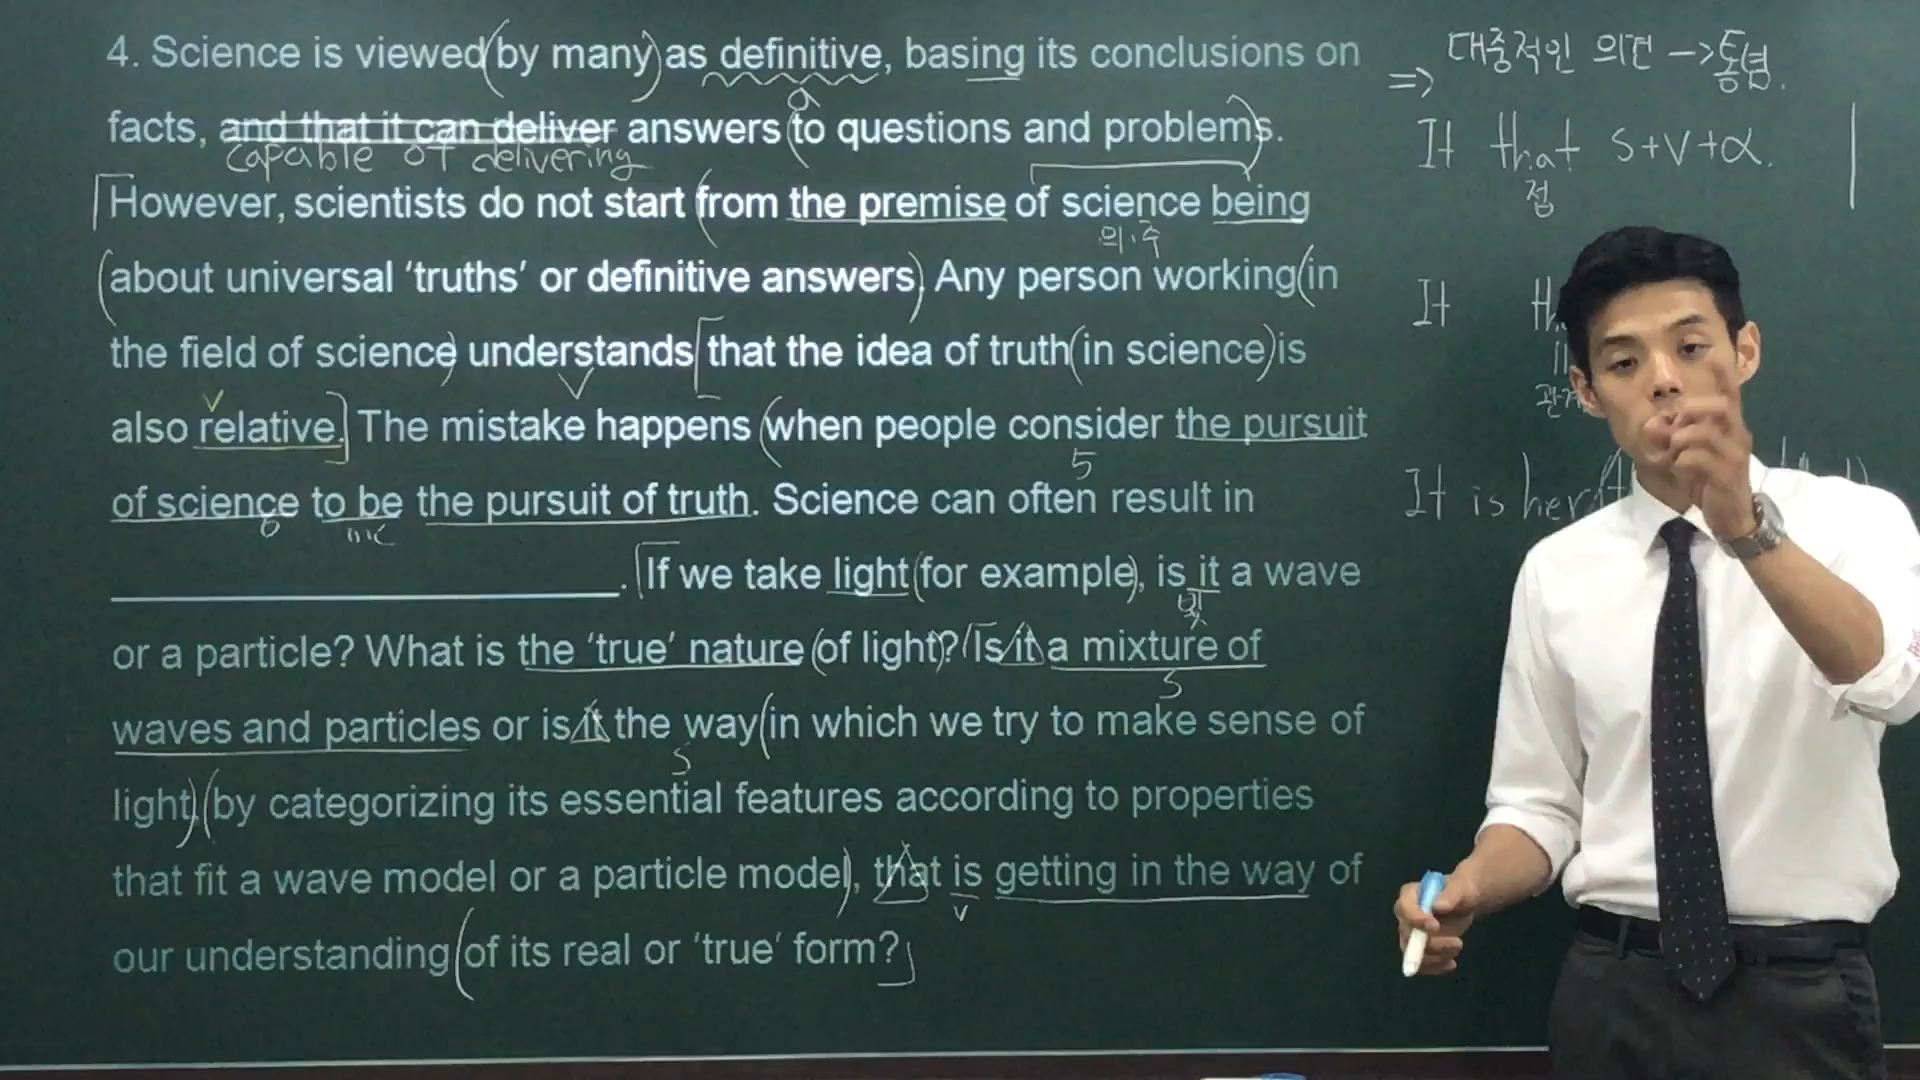 4. Science is viewed (by many) as definitive, basing its conclusions on
a
facts, and that it can deliver answers (to questions and problems).
capable of delivering
However, scientists do not start (from the premise of science being
의.주
(about universal ‘truths’ or definitive answers). Any person working (in
the field of science) understands [that the idea of truth (in science) is
V
V
also relative.] The mistake happens (when people consider the pursuit
5
of science to be the pursuit of truth. Science can often result in
o
____. If we take light (for example), is it a wave
빛
or a particle? What is the ‘true’ nature (of light)? Is it a mixture of
S
waves and particles or is it the way (in which we try to make sense of
S
light) (by categorizing its essential features according to properties
that fit a wave model or a particle model), that is getting in the way of
v
our understanding (of its real or ‘true’ form?
=> 대중적인 의견 -> 통념.
It that S+V+α.
접
It
It is